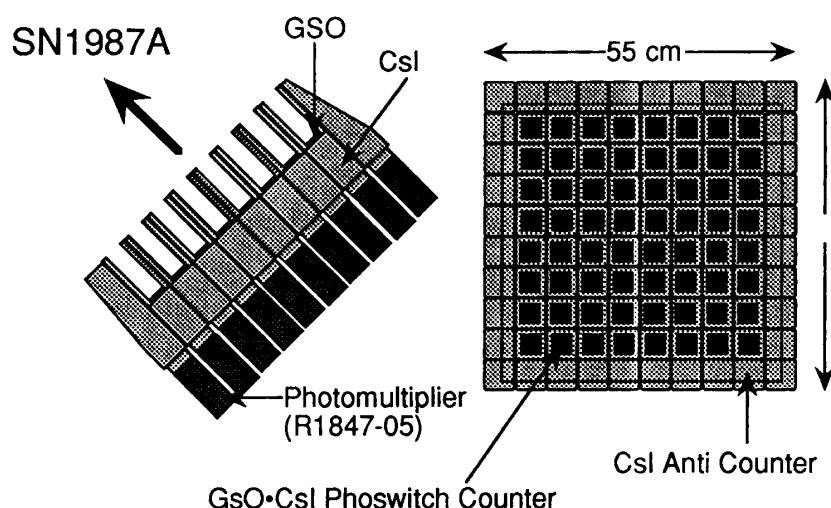 SN1987A
GSO
CsI
55 cm
Photomultiplier
(R1847-05)
CsI Anti Counter
GsO•CsI Phoswitch Counter